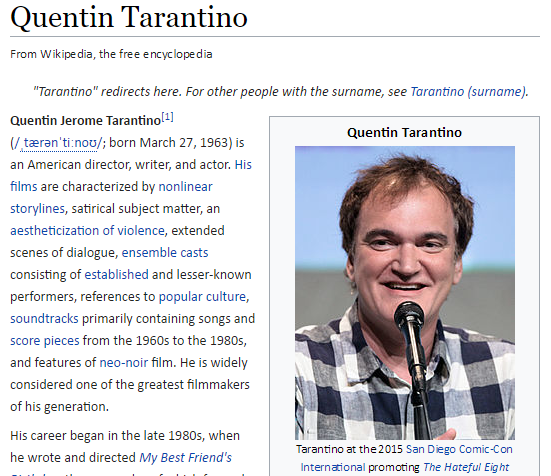 Quentin Tarantino
From Wikipedia, the free encyclopedia
"Tarantino" redirects here. For other people with the surname, see Tarantino (surname).
Quentin Jerome Tarantino[1]
(/ˌtærənˈtiːnoʊ/; born March 27, 1963) is
an American director, writer, and actor. His
films are characterized by nonlinear
storylines, satirical subject matter, an
aestheticization of violence, extended
scenes of dialogue, ensemble casts
consisting of established and lesser-known
performers, references to popular culture,
soundtracks primarily containing songs and
score pieces from the 1960s to the 1980s,
and features of neo-noir film. He is widely
considered one of the greatest filmmakers
of his generation.
His career began in the late 1980s, when
he wrote and directed My Best Friend's
Quentin Tarantino
Tarantino at the 2015 San Diego Comic-Con
International promoting The Hateful Eight